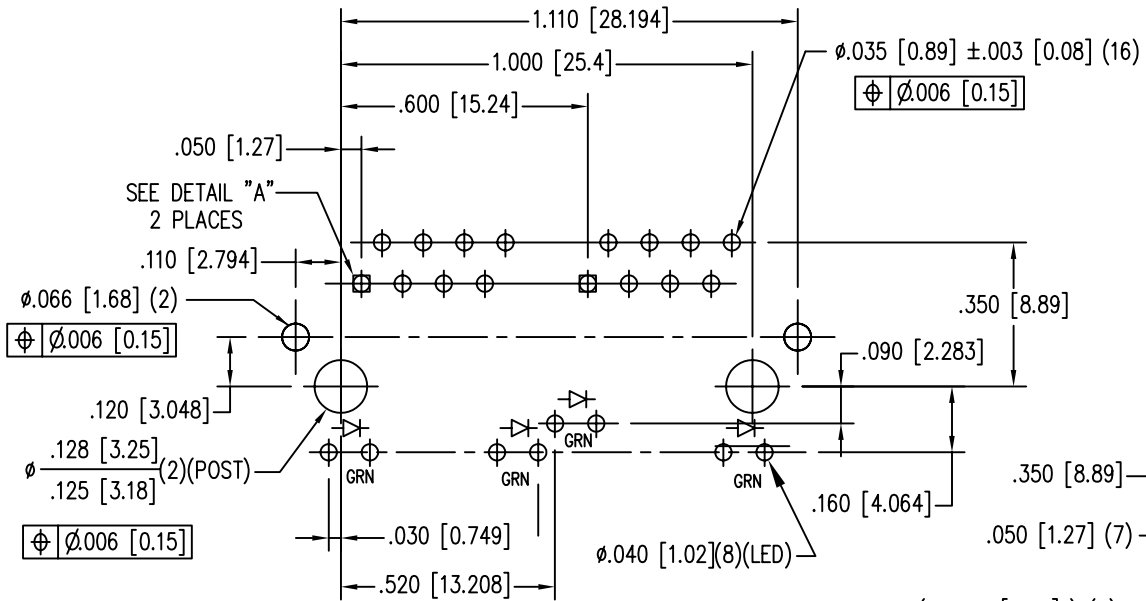 1.110 [28.194]
1.000 [25.4]
ø.035 [0.89] ±.003 [0.08] (16)
⌖ Ø.006 [0.15]
.600 [15.24]
.050 [1.27]
SEE DETAIL "A"
2 PLACES
.110 [2.794]
ø.066 [1.68] (2)
⌖ Ø.006 [0.15]
.350 [8.89]
.090 [2.283]
.120 [3.048]
ø .128 [3.25]
.125 [3.18] (2)(POST)
⌖ Ø.006 [0.15]
GRN
GRN
GRN
GRN
.160 [4.064]
.350 [8.89]
.050 [1.27] (7)
.030 [0.749]
ø.040 [1.02](8)(LED)
.520 [13.208]